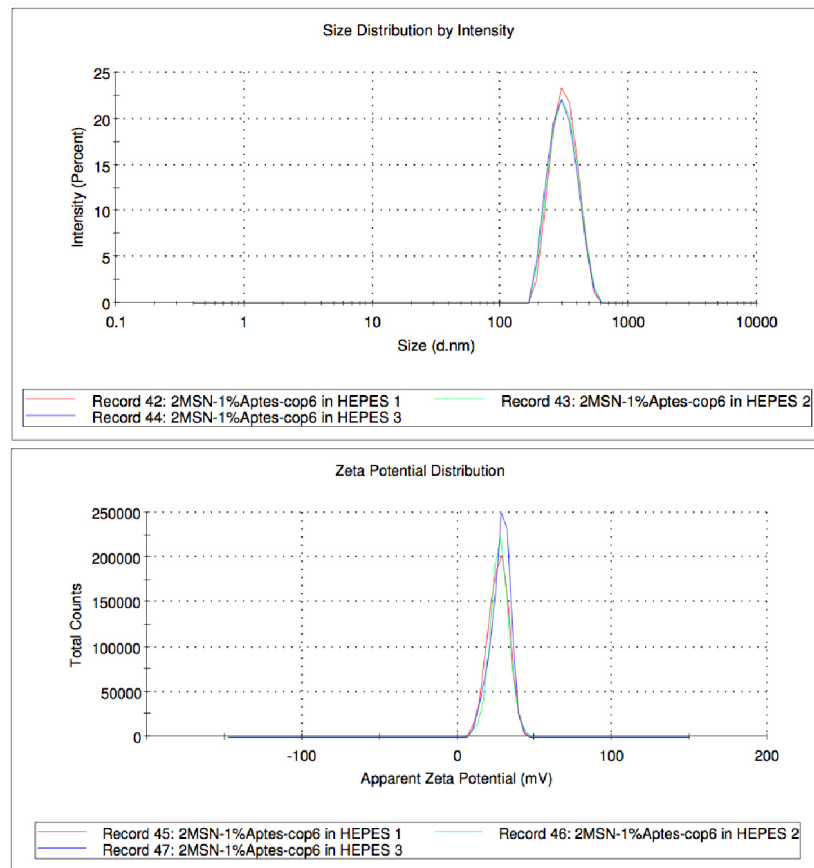 Size Distribution by Intensity
25
20
15
10
5
0
Intensity (Percent)
0.1 1 10 100 1000 10000
Size (d.nm)
Record 42: 2MSN-1%Aptes-cop6 in HEPES 1 Record 43: 2MSN-1%Aptes-cop6 in HEPES 2
Record 44: 2MSN-1%Aptes-cop6 in HEPES 3
Zeta Potential Distribution
250000
200000
150000
100000
50000
0
Total Counts
-100 0 100 200
Apparent Zeta Potential (mV)
Record 45: 2MSN-1%Aptes-cop6 in HEPES 1 Record 46: 2MSN-1%Aptes-cop6 in HEPES 2
Record 47: 2MSN-1%Aptes-cop6 in HEPES 3